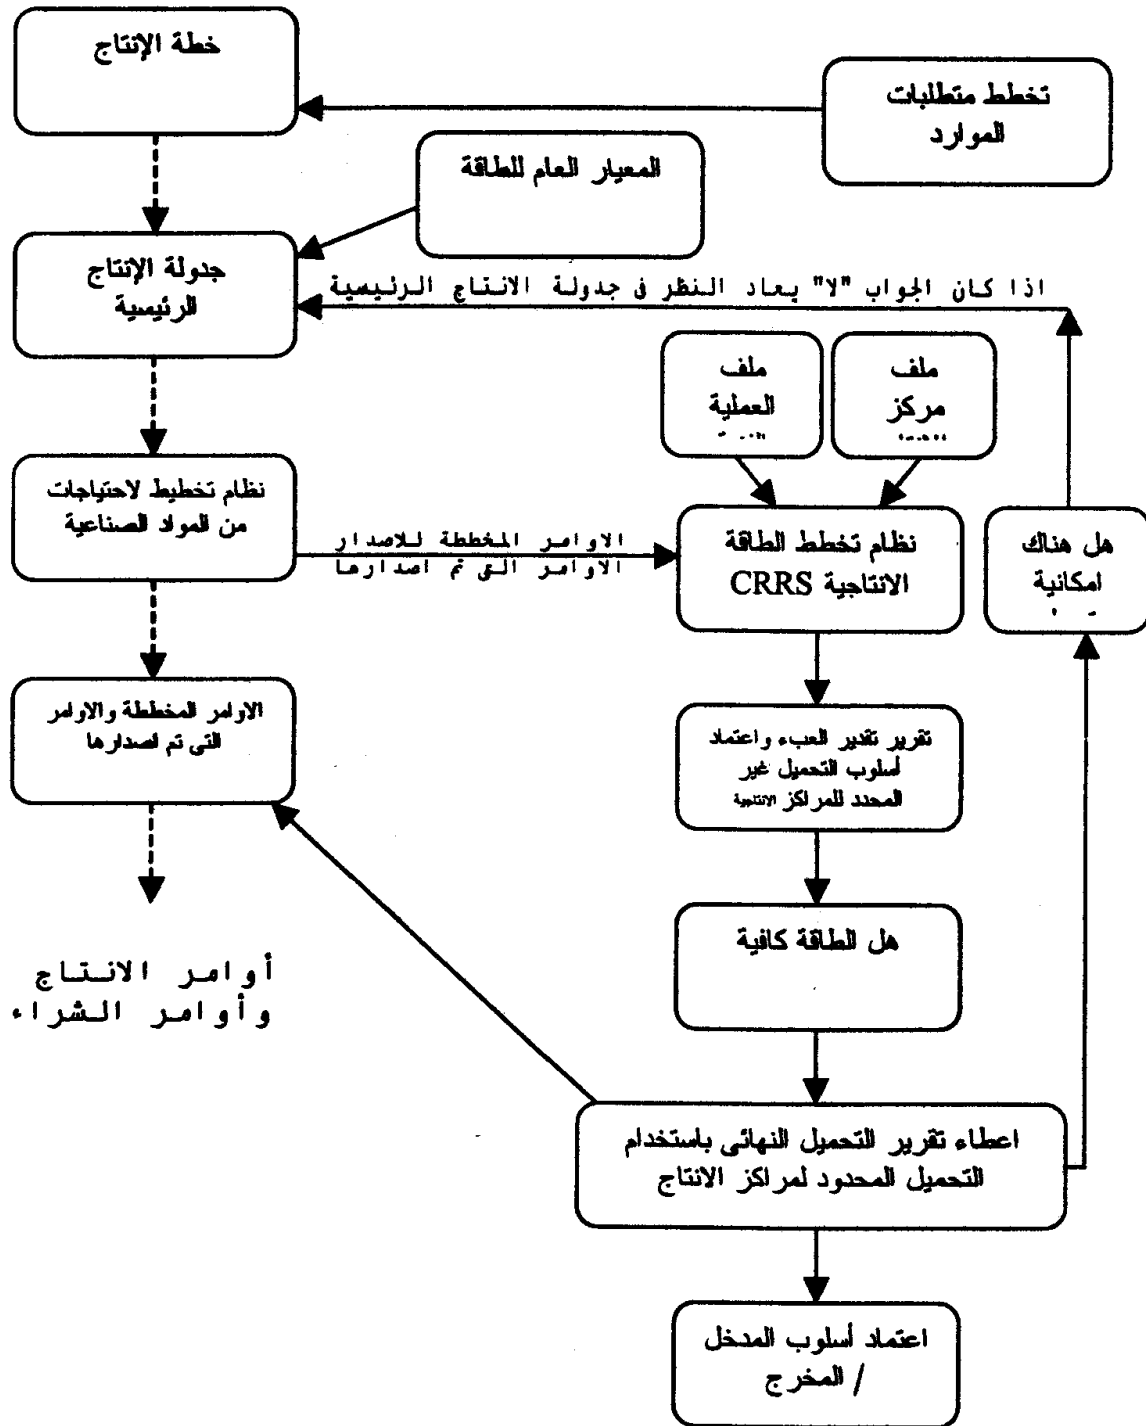 خطة الإنتاج
تخطط متطلبات
الموارد
المعيار العام للطاقة
جدولة الإنتاج
الرئيسية
اذا كان الجواب "لا" يعاد النظر فى جدولة الانتاج الرئيسية
ملف
العملية
ملف
مركز
نظام تخطيط لاحتياجات
من المواد الصناعية
الاوامر المخططة للاصدار
الاوامر التى تم اصدارها
نظام تخطط الطاقة
الانتاجية CRRS
هل هناك
امكانية
الاوامر المخططة والاوامر
التى تم اصدارها
تقرير تقدير العبء واعتماد
أسلوب التحميل غير
المحدد للمراكز الانتاجية
هل الطاقة كافية
أوامر الانتاج
وأوامر الشراء
اعطاء تقرير التحميل النهائى باستخدام
التحميل المحدود لمراكز الانتاج
اعتماد أسلوب المدخل
/ المخرج